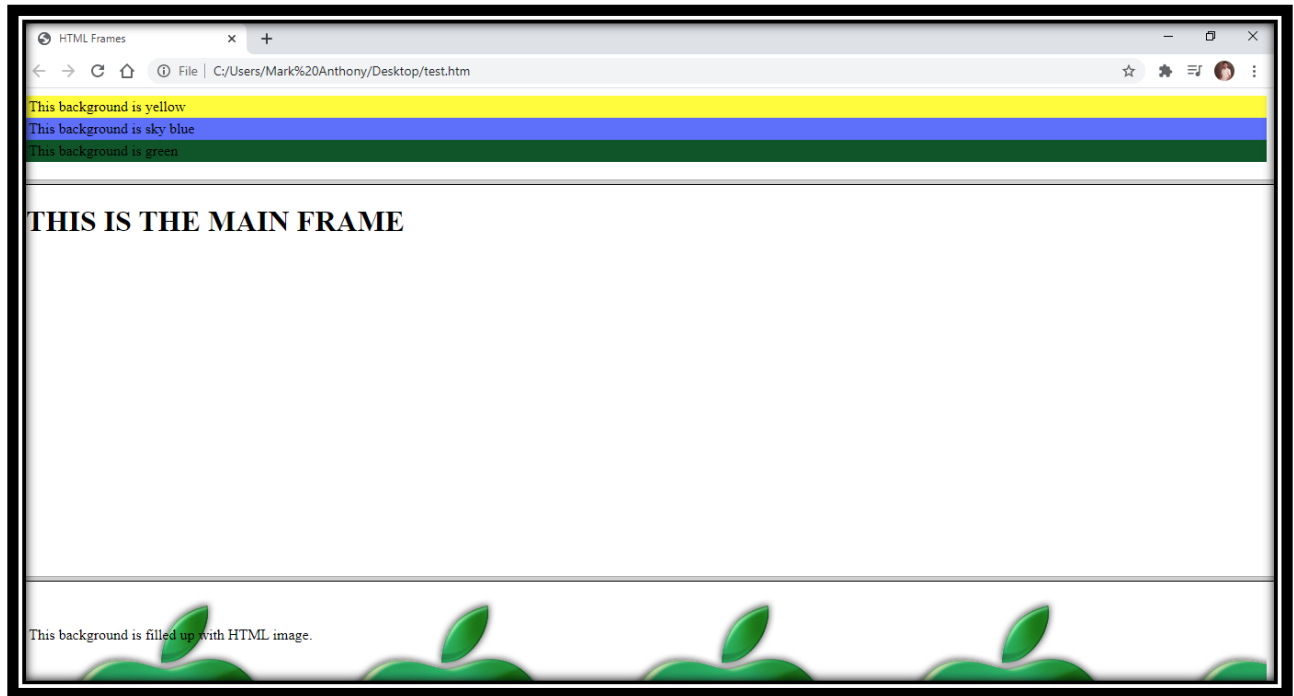 HTML Frames
File C:/Users/Mark%20Anthony/Desktop/test.htm
This background is yellow
This background is sky blue
This background is green
THIS IS THE MAIN FRAME
This background is filled up with HTML image.